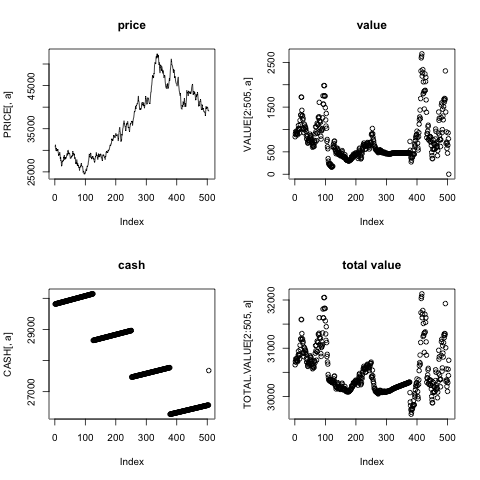 price
PRICE[, a]
25000 35000 45000
0 100 200 300 400 500
Index
value
VALUE[2:505, a]
0 500 1500 2500
0 100 200 300 400 500
Index
cash
CASH[, a]
27000 29000
0 100 200 300 400 500
Index
total value
TOTAL.VALUE[2:505, a]
30000 31000 32000
0 100 200 300 400 500
Index